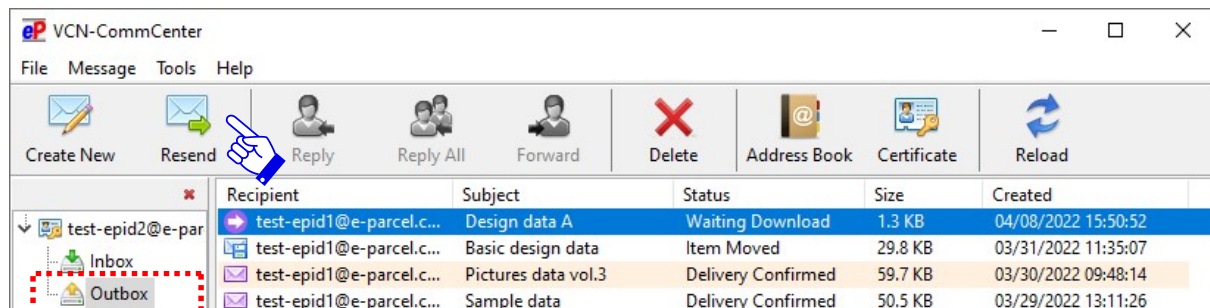 eP VCN-CommCenter
File Message Tools Help
Create New Resend Reply Reply All Forward Delete Address Book Certificate Reload
Recipient Subject Status Size Created
test-epid2@e-par
Inbox
Outbox
test-epid1@e-parcel.c... Design data A Waiting Download 1.3 KB 04/08/2022 15:50:52
test-epid1@e-parcel.c... Basic design data Item Moved 29.8 KB 03/31/2022 11:35:07
test-epid1@e-parcel.c... Pictures data vol.3 Delivery Confirmed 59.7 KB 03/30/2022 09:48:14
test-epid1@e-parcel.c... Sample data Delivery Confirmed 50.5 KB 03/29/2022 13:11:26